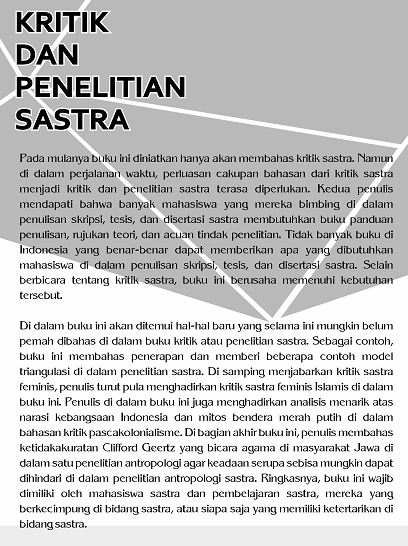 KRITIK
DAN
PENELITIAN
SASTRA
Pada mulanya buku ini diniatkan hanya akan membahas kritik sastra. Namun
di dalam perjalanan waktu, perluasan cakupan bahasan dari kritik sastra
menjadi kritik dan penelitian sastra terasa diperlukan. Kedua penulis
mendapati bahwa banyak mahasiswa yang mereka bimbing di dalam
penulisan skripsi, tesis, dan disertasi sastra membutuhkan buku panduan
penulisan, rujukan teori, dan acuan tindak penelitian. Tidak banyak buku di
Indonesia yang benar-benar dapat memberikan apa yang dibutuhkan
mahasiswa di dalam penulisan skripsi, tesis, dan disertasi sastra. Selain
berbicara tentang kritik sastra, buku ini berusaha memenuhi kebutuhan
tersebut.
Di dalam buku ini akan ditemui hal-hal baru yang selama ini mungkin belum
pernah dibahas di dalam buku kritik atau penelitian sastra. Sebagai contoh,
buku ini membahas penerapan dan memberi beberapa contoh model
triangulasi di dalam penelitian sastra. Di samping menjabarkan kritik sastra
feminis, penulis turut pula menghadirkan kritik sastra feminis Islamis di dalam
buku ini. Penulis di dalam buku ini juga menghadirkan analisis menarik atas
narasi kebangsaan Indonesia dan mitos bendera merah putih di dalam
bahasan kritik pascakolonialisme. Di bagian akhir buku ini, penulis membahas
ketidakakuratan Clifford Geertz yang bicara agama di masyarakat Jawa di
dalam satu penelitian antropologi agar keadaan serupa sebisa mungkin dapat
dihindari di dalam penelitian antropologi sastra. Ringkasnya, buku ini wajib
dimiliki oleh mahasiswa sastra dan pembelajaran sastra, mereka yang
berkecimpung di bidang sastra, atau siapa saja yang memiliki ketertarikan di
bidang sastra.